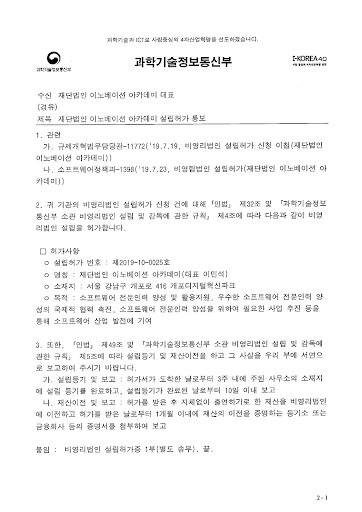 과학기술과 ICT로 사람중심의 4차산업혁명을 선도하겠습니다.
과학기술정보통신부
과학기술정보통신부
I-KOREA 4.0
수신 재단법인 이노베이션 아카데미 대표
(경유)
제목 재단법인 이노베이션 아카데미 설립허가 통보
1. 관련
가. 규제개혁법무담당관-11772('19.7.19, 비영리법인 설립허가 신청 이첩(재단법인
이노베이션 아카데미))
나. 소프트웨어정책과-1398('19.7.23, 비영립법인 설립허가(재단법인 이노베이션 아
카데미))
2. 귀 기관의 비영리법인 설립허가 신청 건에 대해「민법」 제32조 및 「과학기술정보
통신부 소관 비영리법인 설립 및 감독에 관한 규칙」 제4조에 따라 다음과 같이 비영
리법인 설립을 허가합니다.
□ 허가사항
ㅇ 설립허가 번호 : 제2019-10-0025호
ㅇ 명칭 : 재단법인 이노베이션 아카데미(대표 이민석)
ㅇ 소재지 : 서울 강남구 개포로 416 개포디지털혁신파크
ㅇ 목적 : 소프트웨어 전문인력 양성 및 활용지원, 우수한 소프트웨어 전문인력 양
성의 국제적 협력 촉진, 소프트웨어 전문인력 양성을 위하여 필요한 사업 추진 등을
통해 소프트웨어 산업 발전에 기여
3. 또한, 「민법」 제49조 및 「과학기술정보통신부 소관 비영리법인 설립 및 감독에
관한 규칙」 제5조에 따라 설립등기 및 재산이전을 하고 그 사실을 우리 부에 서면으
로 보고하여 주시기 바랍니다.
가. 설립등기 및 보고 : 허가서가 도착한 날로부터 3주 내에 주된 사무소의 소재지
에 설립 등기를 완료하고, 설립등기가 완료된 날로부터 10일 이내 보고
나. 재산이전 및 보고 : 허가를 받은 후 지체없이 출연하기로 한 재산을 비영리법인
에 이전하고 허가를 받은 날로부터 1개월 이내에 재산의 이전을 증명하는 등기소 또는
금융회사 등의 증명서를 첨부하여 보고
붙임 : 비영리법인 설립허가증 1부(별도 송부). 끝.
2-1